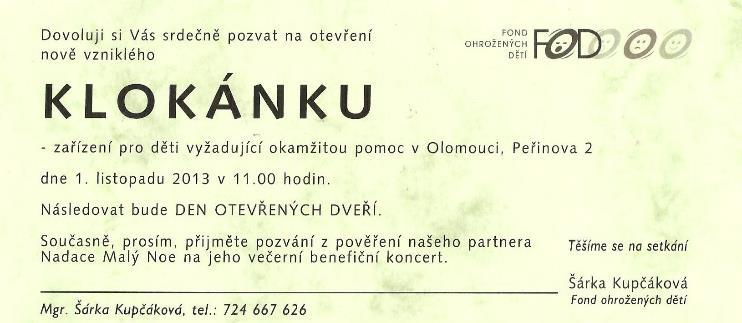 Dovoluji si Vás srdečně pozvat na otevření
nově vzniklého
FOND
OHROŽENÝCH
DĚTÍ
FOD
KLOKÁNKU
- zařízení pro děti vyžadující okamžitou pomoc v Olomouci, Peřinova 2
dne 1. listopadu 2013 v 11.00 hodin.
Následovat bude DEN OTEVŘENÝCH DVEŘÍ.
Současně, prosím, přijměte pozvání z pověření našeho partnera
Nadace Malý Noe na jeho večerní benefiční koncert.
Těšíme se na setkání
Šárka Kupčáková
Fond ohrožených dětí
Mgr. Šárka Kupčáková, tel.: 724 667 626